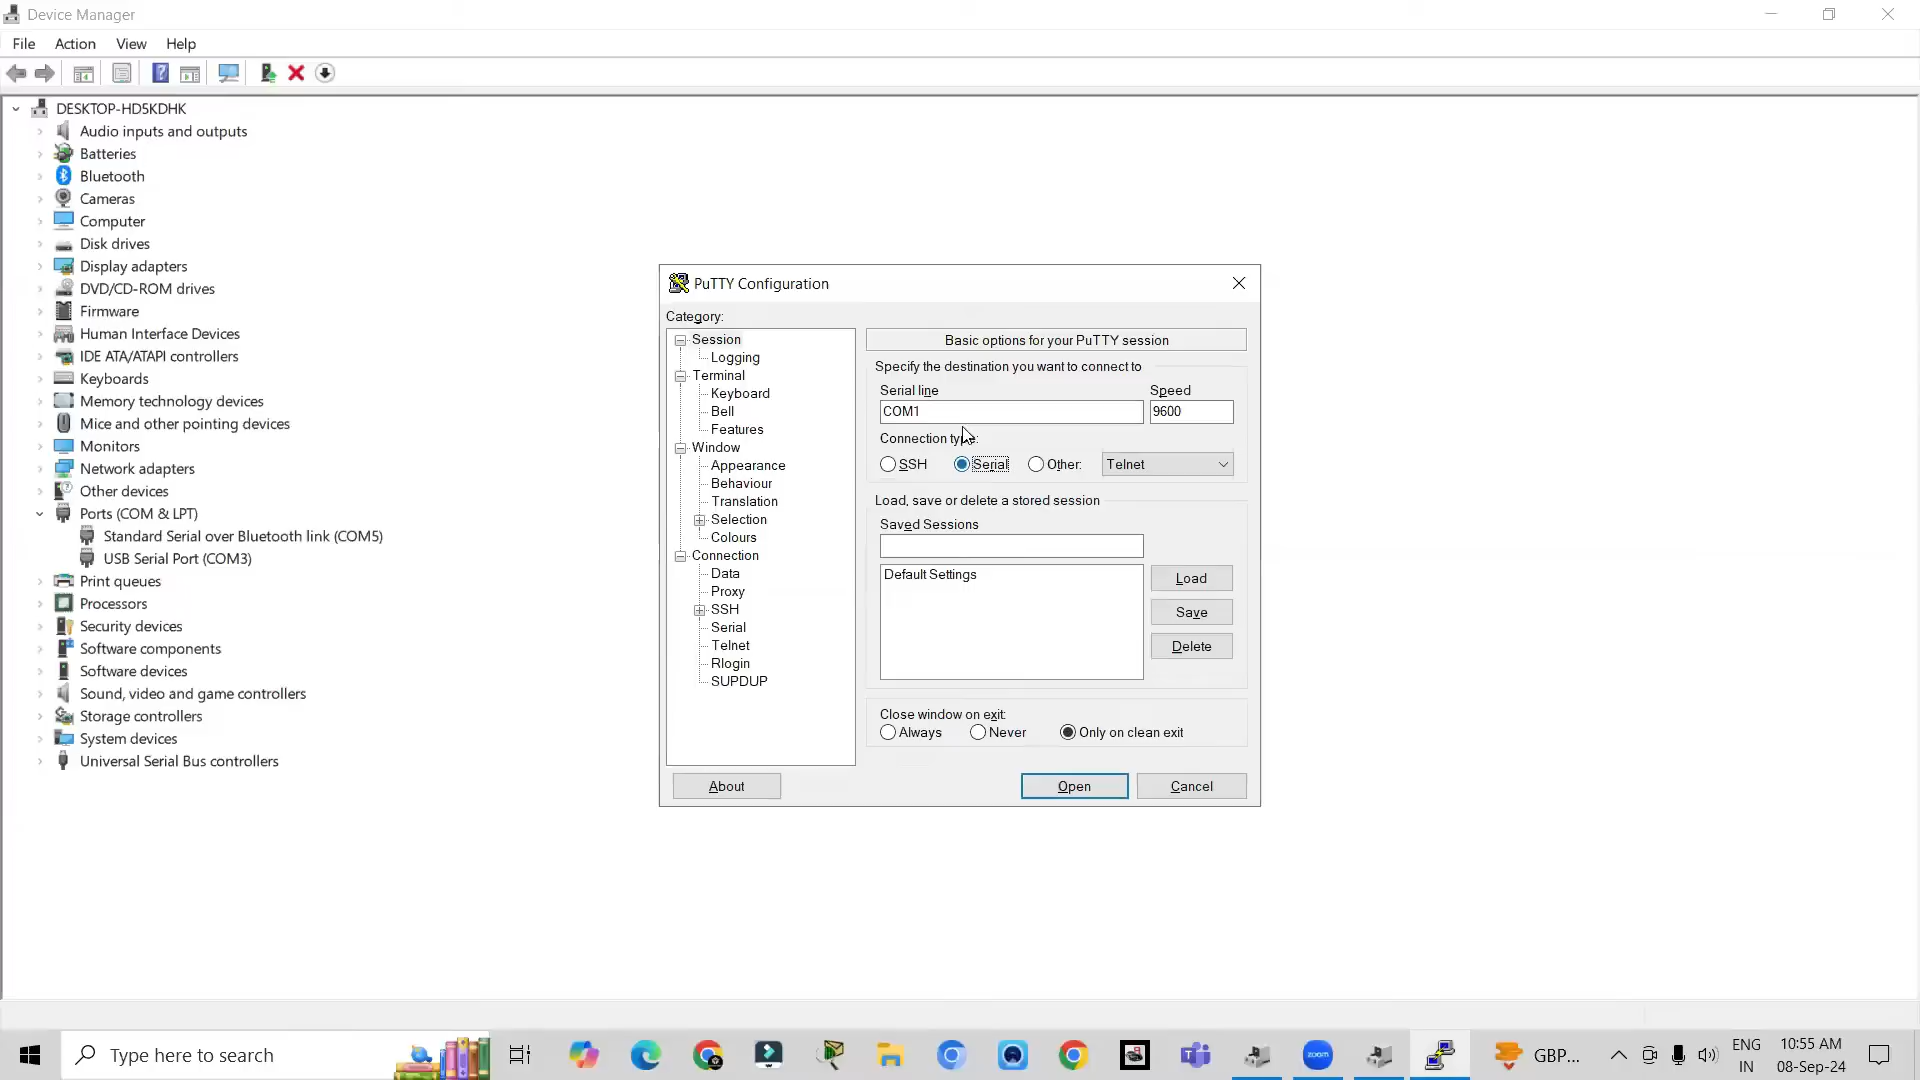 Device Manager
File Action View Help
DESKTOP-HD5KDHK
Audio inputs and outputs
Batteries
Bluetooth
Cameras
Computer
Disk drives
Display adapters
DVD/CD-ROM drives
Firmware
Human Interface Devices
IDE ATA/ATAPI controllers
Keyboards
Memory technology devices
Mice and other pointing devices
Monitors
Network adapters
Other devices
Ports (COM & LPT)
Standard Serial over Bluetooth link (COM5)
USB Serial Port (COM3)
Print queues
Processors
Security devices
Software components
Software devices
Sound, video and game controllers
Storage controllers
System devices
Universal Serial Bus controllers
PuTTY Configuration
Category:
Session
Logging
Terminal
Keyboard
Bell
Features
Window
Appearance
Behaviour
Translation
Selection
Colours
Connection
Data
Proxy
SSH
Serial
Telnet
Rlogin
SUPDUP
Basic options for your PuTTY session
Specify the destination you want to connect to
Serial line Speed
COM1 9600
Connection type:
SSH Serial Other: Telnet
Load, save or delete a stored session
Saved Sessions
Default Settings
Load
Save
Delete
Close window on exit:
Always Never Only on clean exit
About Open Cancel
Type here to search
zoom
GBP...
ENG
IN
10:55 AM
08-Sep-24